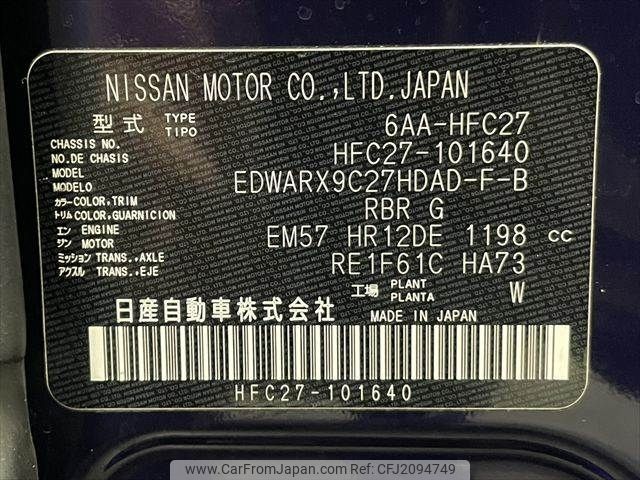 NISSAN MOTOR CO.,LTD.JAPAN
型式 TYPE TIPO 6AA-HFC27
CHASSIS NO. NO.DE CHASIS HFC27-101640
MODEL MODELO EDWARX9C27HDAD-F-B
カラー COLOR,TRIM トリム COLOR,GUARNICION RBR G
エン ENGINE ジン MOTOR EM57 HR12DE 1198 cc
ミッション TRANS.,AXLE アクスル TRANS.,EJE RE1F61C HA73
工場 PLANT PLANTA W
日産自動車株式会社 MADE IN JAPAN
HFC27-101640
www.CarFromJapan.com | CFJ2094749